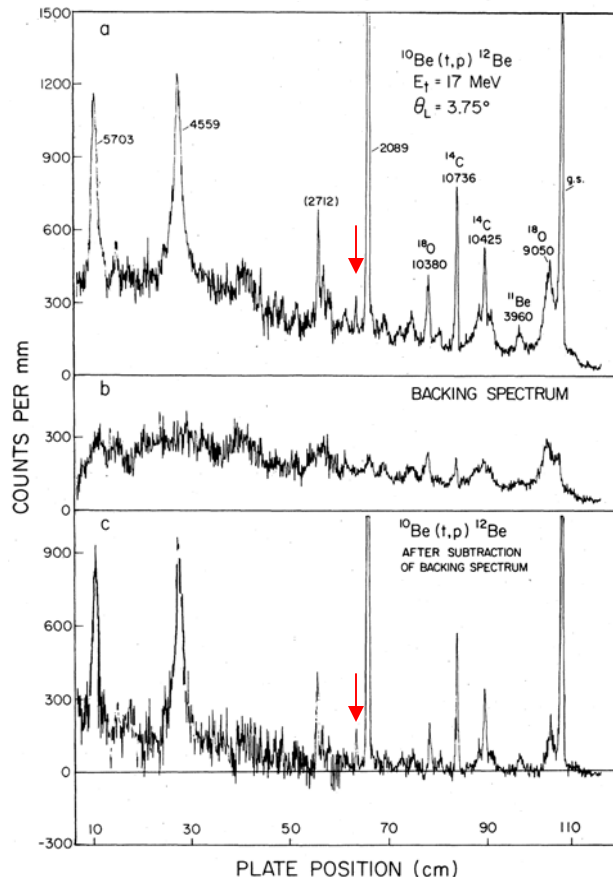 1500
a
¹⁰Be (t,p) ¹²Be
Eₜ = 17 MeV
θ_L = 3.75°
1200
5703
4559
2089
¹⁴C
10736
g.s.
900
(2712)
¹⁴C
10425
¹⁸O
9050
600
¹⁸O
10380
¹¹Be
3960
300
0
b
BACKING SPECTRUM
300
0
COUNTS PER mm
c
¹⁰Be (t,p) ¹²Be
AFTER SUBTRACTION
OF BACKING SPECTRUM
900
600
300
0
-300
10 30 50 70 90 110
PLATE POSITION (cm)